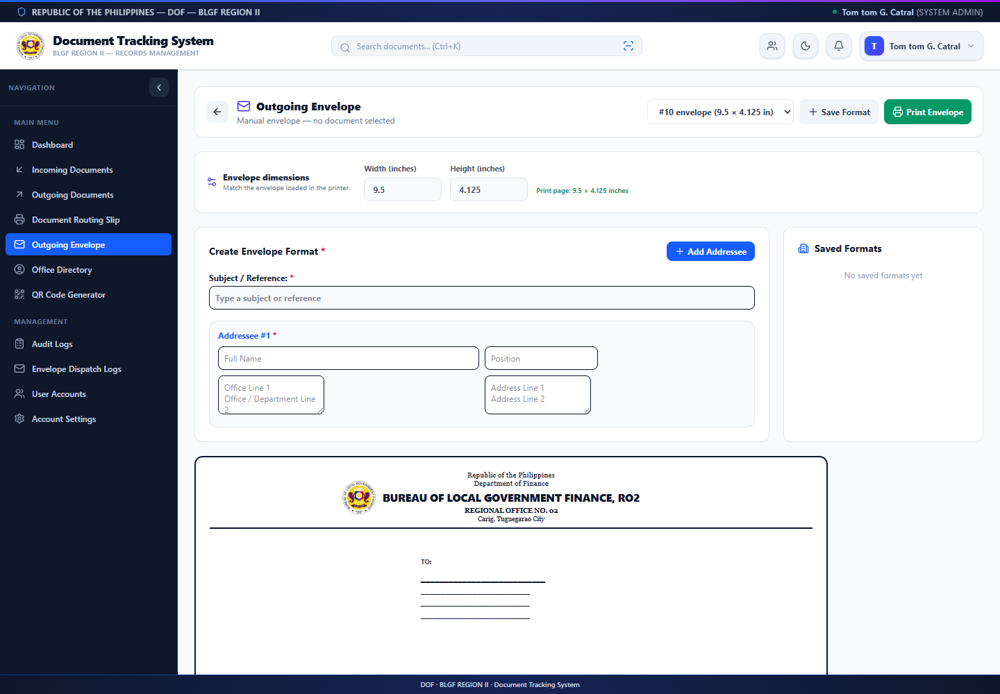 REPUBLIC OF THE PHILIPPINES — DOF — BLGF REGION II
Tom tom G. Catral (SYSTEM ADMIN)
Document Tracking System
BLGF REGION II — RECORDS MANAGEMENT
Search documents... (Ctrl+K)
T
Tom tom G. Catral
NAVIGATION
MAIN MENU
Dashboard
Incoming Documents
Outgoing Documents
Document Routing Slip
Outgoing Envelope
Office Directory
QR Code Generator
MANAGEMENT
Audit Logs
Envelope Dispatch Logs
User Accounts
Account Settings
Outgoing Envelope
Manual envelope — no document selected
#10 envelope (9.5 × 4.125 in)
Save Format
Print Envelope
Envelope dimensions
Match the envelope loaded in the printer.
Width (inches)
9.5
Height (inches)
4.125
Print page: 9.5 × 4.125 inches
Create Envelope Format *
Add Addressee
Subject / Reference: *
Type a subject or reference
Addressee #1 *
Full Name
Position
Office Line 1
Office / Department Line
2
Address Line 1
Address Line 2
Saved Formats
No saved formats yet
Republic of the Philippines
Department of Finance
BUREAU OF LOCAL GOVERNMENT FINANCE, RO2
REGIONAL OFFICE NO. 02
Carig, Tuguegarao City
TO:
DOF · BLGF REGION II · Document Tracking System